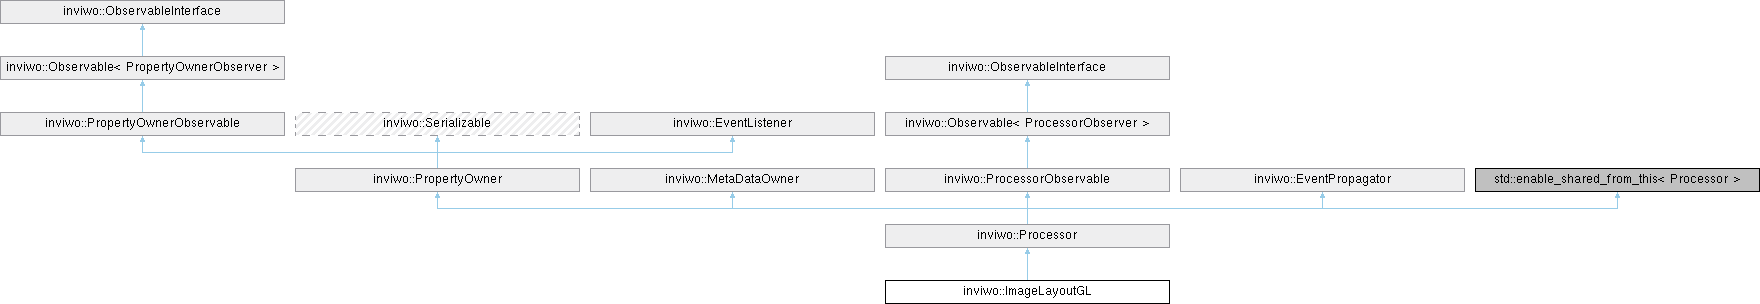 inviwo::ObservableInterface
inviwo::Observable< PropertyOwnerObserver >
inviwo::ObservableInterface
inviwo::PropertyOwnerObservable
inviwo::Serializable
inviwo::EventListener
inviwo::Observable< ProcessorObserver >
inviwo::PropertyOwner
inviwo::MetaDataOwner
inviwo::ProcessorObservable
inviwo::EventPropagator
std::enable_shared_from_this< Processor >
inviwo::Processor
inviwo::ImageLayoutGL